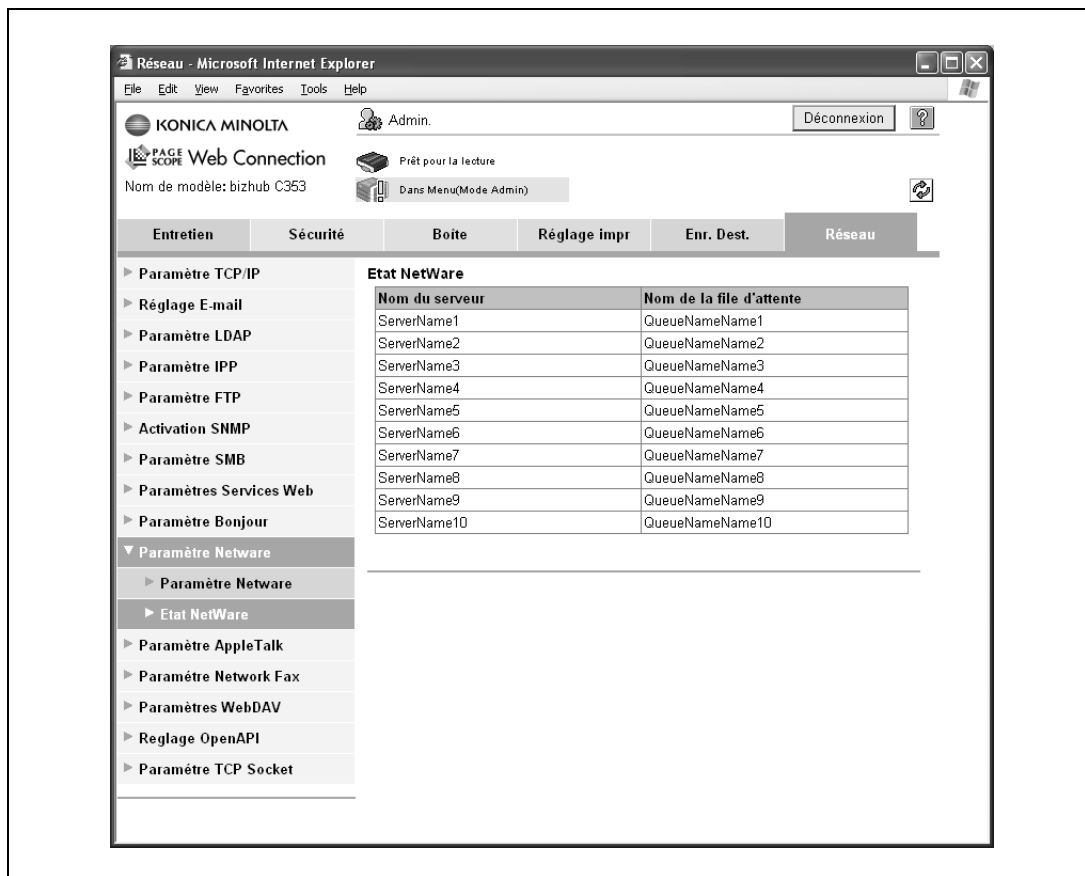 Réseau - Microsoft Internet Explorer
File Edit View Favorites Tools Help
KONICA MINOLTA
Admin.
Déconnexion
?
PAGE SCOPE Web Connection
Prêt pour la lecture
Nom de modèle: bizhub C353
Dans Menu(Mode Admin)
Entretien Sécurité Boîte Réglage impr Enr. Dest. Réseau
Paramètre TCP/IP
Réglage E-mail
Paramètre LDAP
Paramètre IPP
Paramètre FTP
Activation SNMP
Paramètre SMB
Paramètres Services Web
Paramètre Bonjour
Paramètre Netware
Paramètre Netware
Etat NetWare
Paramètre AppleTalk
Paramétre Network Fax
Paramètres WebDAV
Reglage OpenAPI
Paramétre TCP Socket
Etat NetWare
Nom du serveur Nom de la file d'attente
ServerName1 QueueNameName1
ServerName2 QueueNameName2
ServerName3 QueueNameName3
ServerName4 QueueNameName4
ServerName5 QueueNameName5
ServerName6 QueueNameName6
ServerName7 QueueNameName7
ServerName8 QueueNameName8
ServerName9 QueueNameName9
ServerName10 QueueNameName10